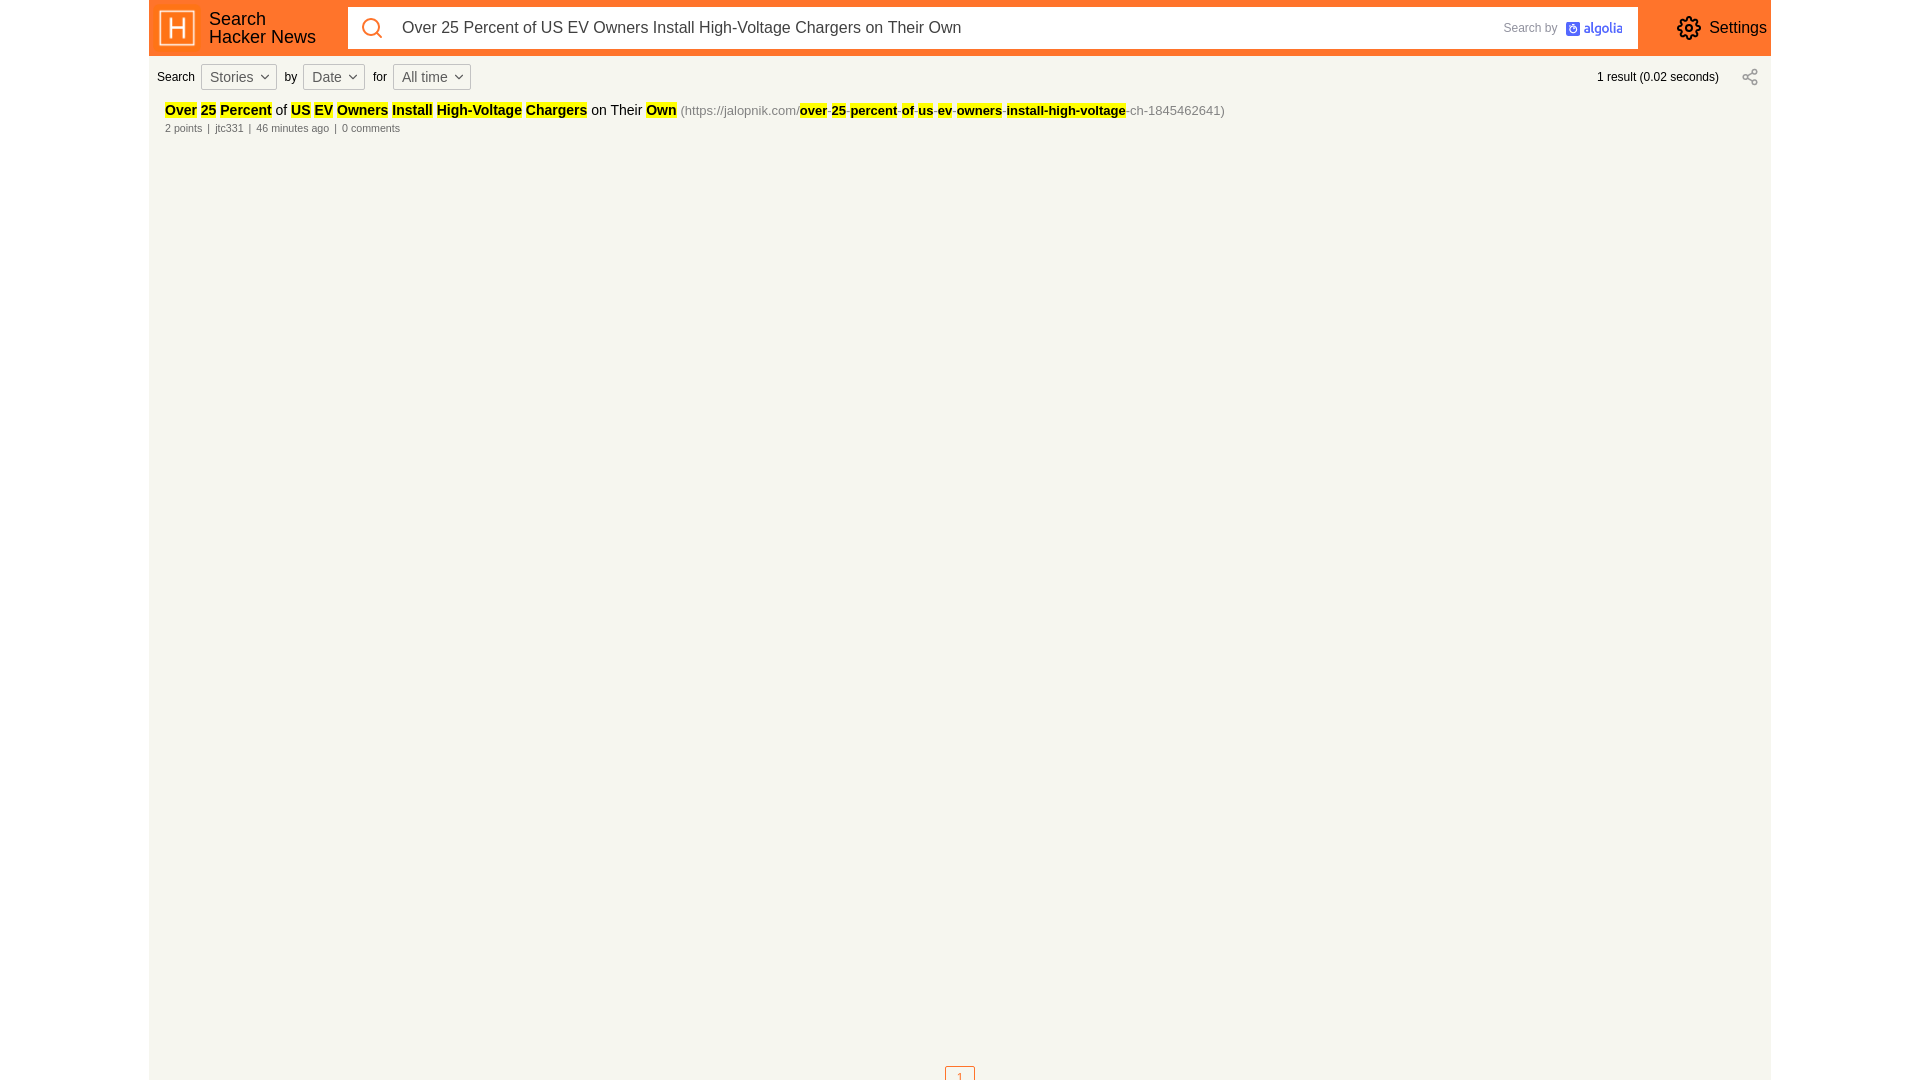 Search
Hacker News
Over 25 Percent of US EV Owners Install High-Voltage Chargers on Their Own
Search by algolia
Settings
Search Stories by Date for All time
1 result (0.02 seconds)
Over 25 Percent of US EV Owners Install High-Voltage Chargers on Their Own (https://jalopnik.com/over-25-percent-of-us-ev-owners-install-high-voltage-ch-1845462641)
2 points | jtc331 | 46 minutes ago | 0 comments
1